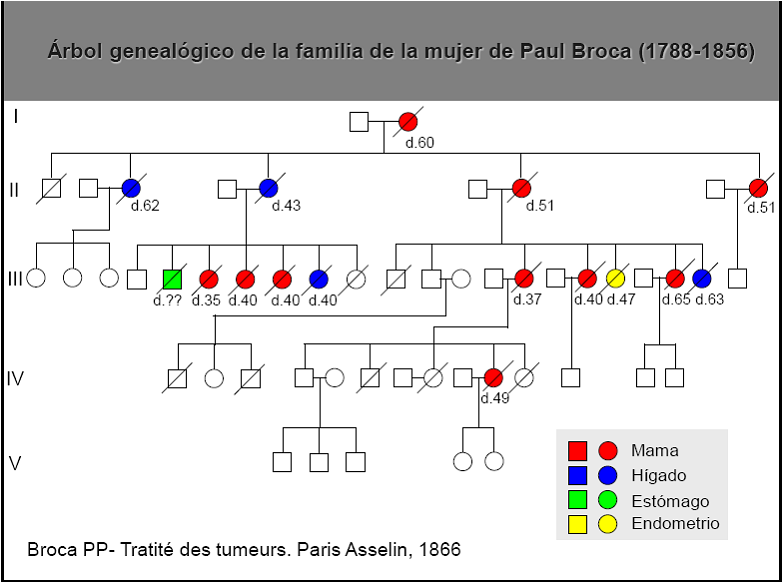 Árbol genealógico de la familia de la mujer de Paul Broca (1788-1856)
I
d.60
II
d.62
d.43
d.51
d.51
III
d.??
d.35
d.40
d.40
d.40
d.37
d.40
d.47
d.65
d.63
IV
d.49
V
Mama
Hígado
Estómago
Endometrio
Broca PP- Tratité des tumeurs. Paris Asselin, 1866